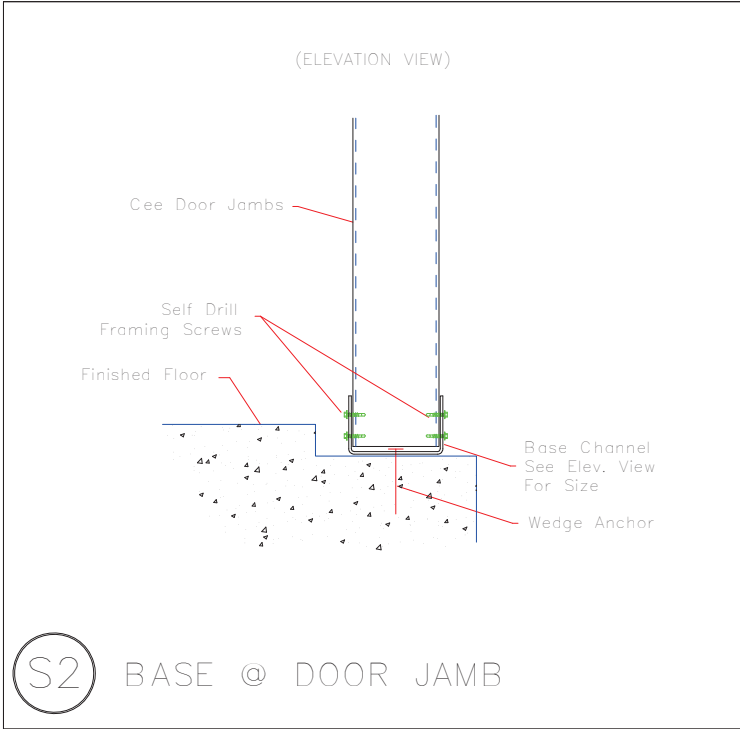 (ELEVATION VIEW)
Cee Door Jambs
Self Drill
Framing Screws
Finished Floor
Base Channel
See Elev. View
For Size
Wedge Anchor
S2 BASE @ DOOR JAMB